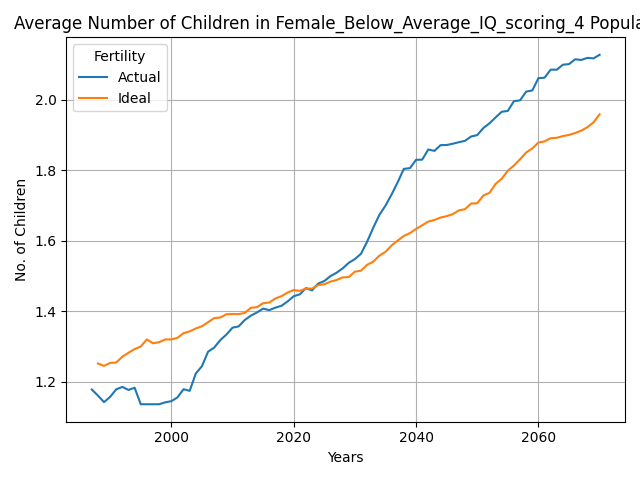 Average Number of Children in Female_Below_Average_IQ_scoring_4 Popula
Fertility
Actual
Ideal
No. of Children
2.0
1.8
1.6
1.4
1.2
2000 2020 2040 2060
Years